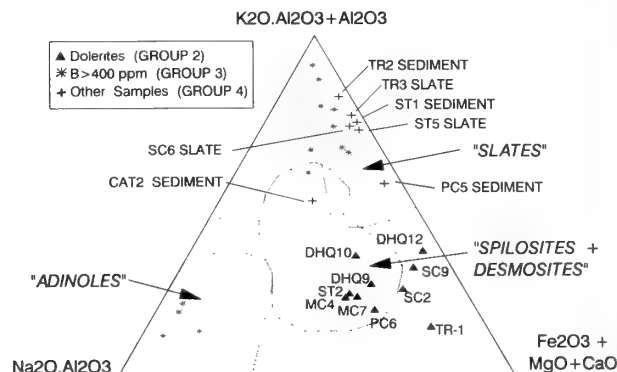 K2O.Al2O3+Al2O3
▲ Dolerites (GROUP 2)
* B>400 ppm (GROUP 3)
+ Other Samples (GROUP 4)
TR2 SEDIMENT
TR3 SLATE
ST1 SEDIMENT
ST5 SLATE
SC6 SLATE
"SLATES"
CAT2 SEDIMENT
PC5 SEDIMENT
DHQ10
DHQ12
"SPILOSITES +
DESMOSITES"
SC9
"ADINOLES"
DHQ9
ST2
SC2
MC4
MC7
PC6
TR-1
Na2O.Al2O3
Fe2O3 +
MgO+CaO